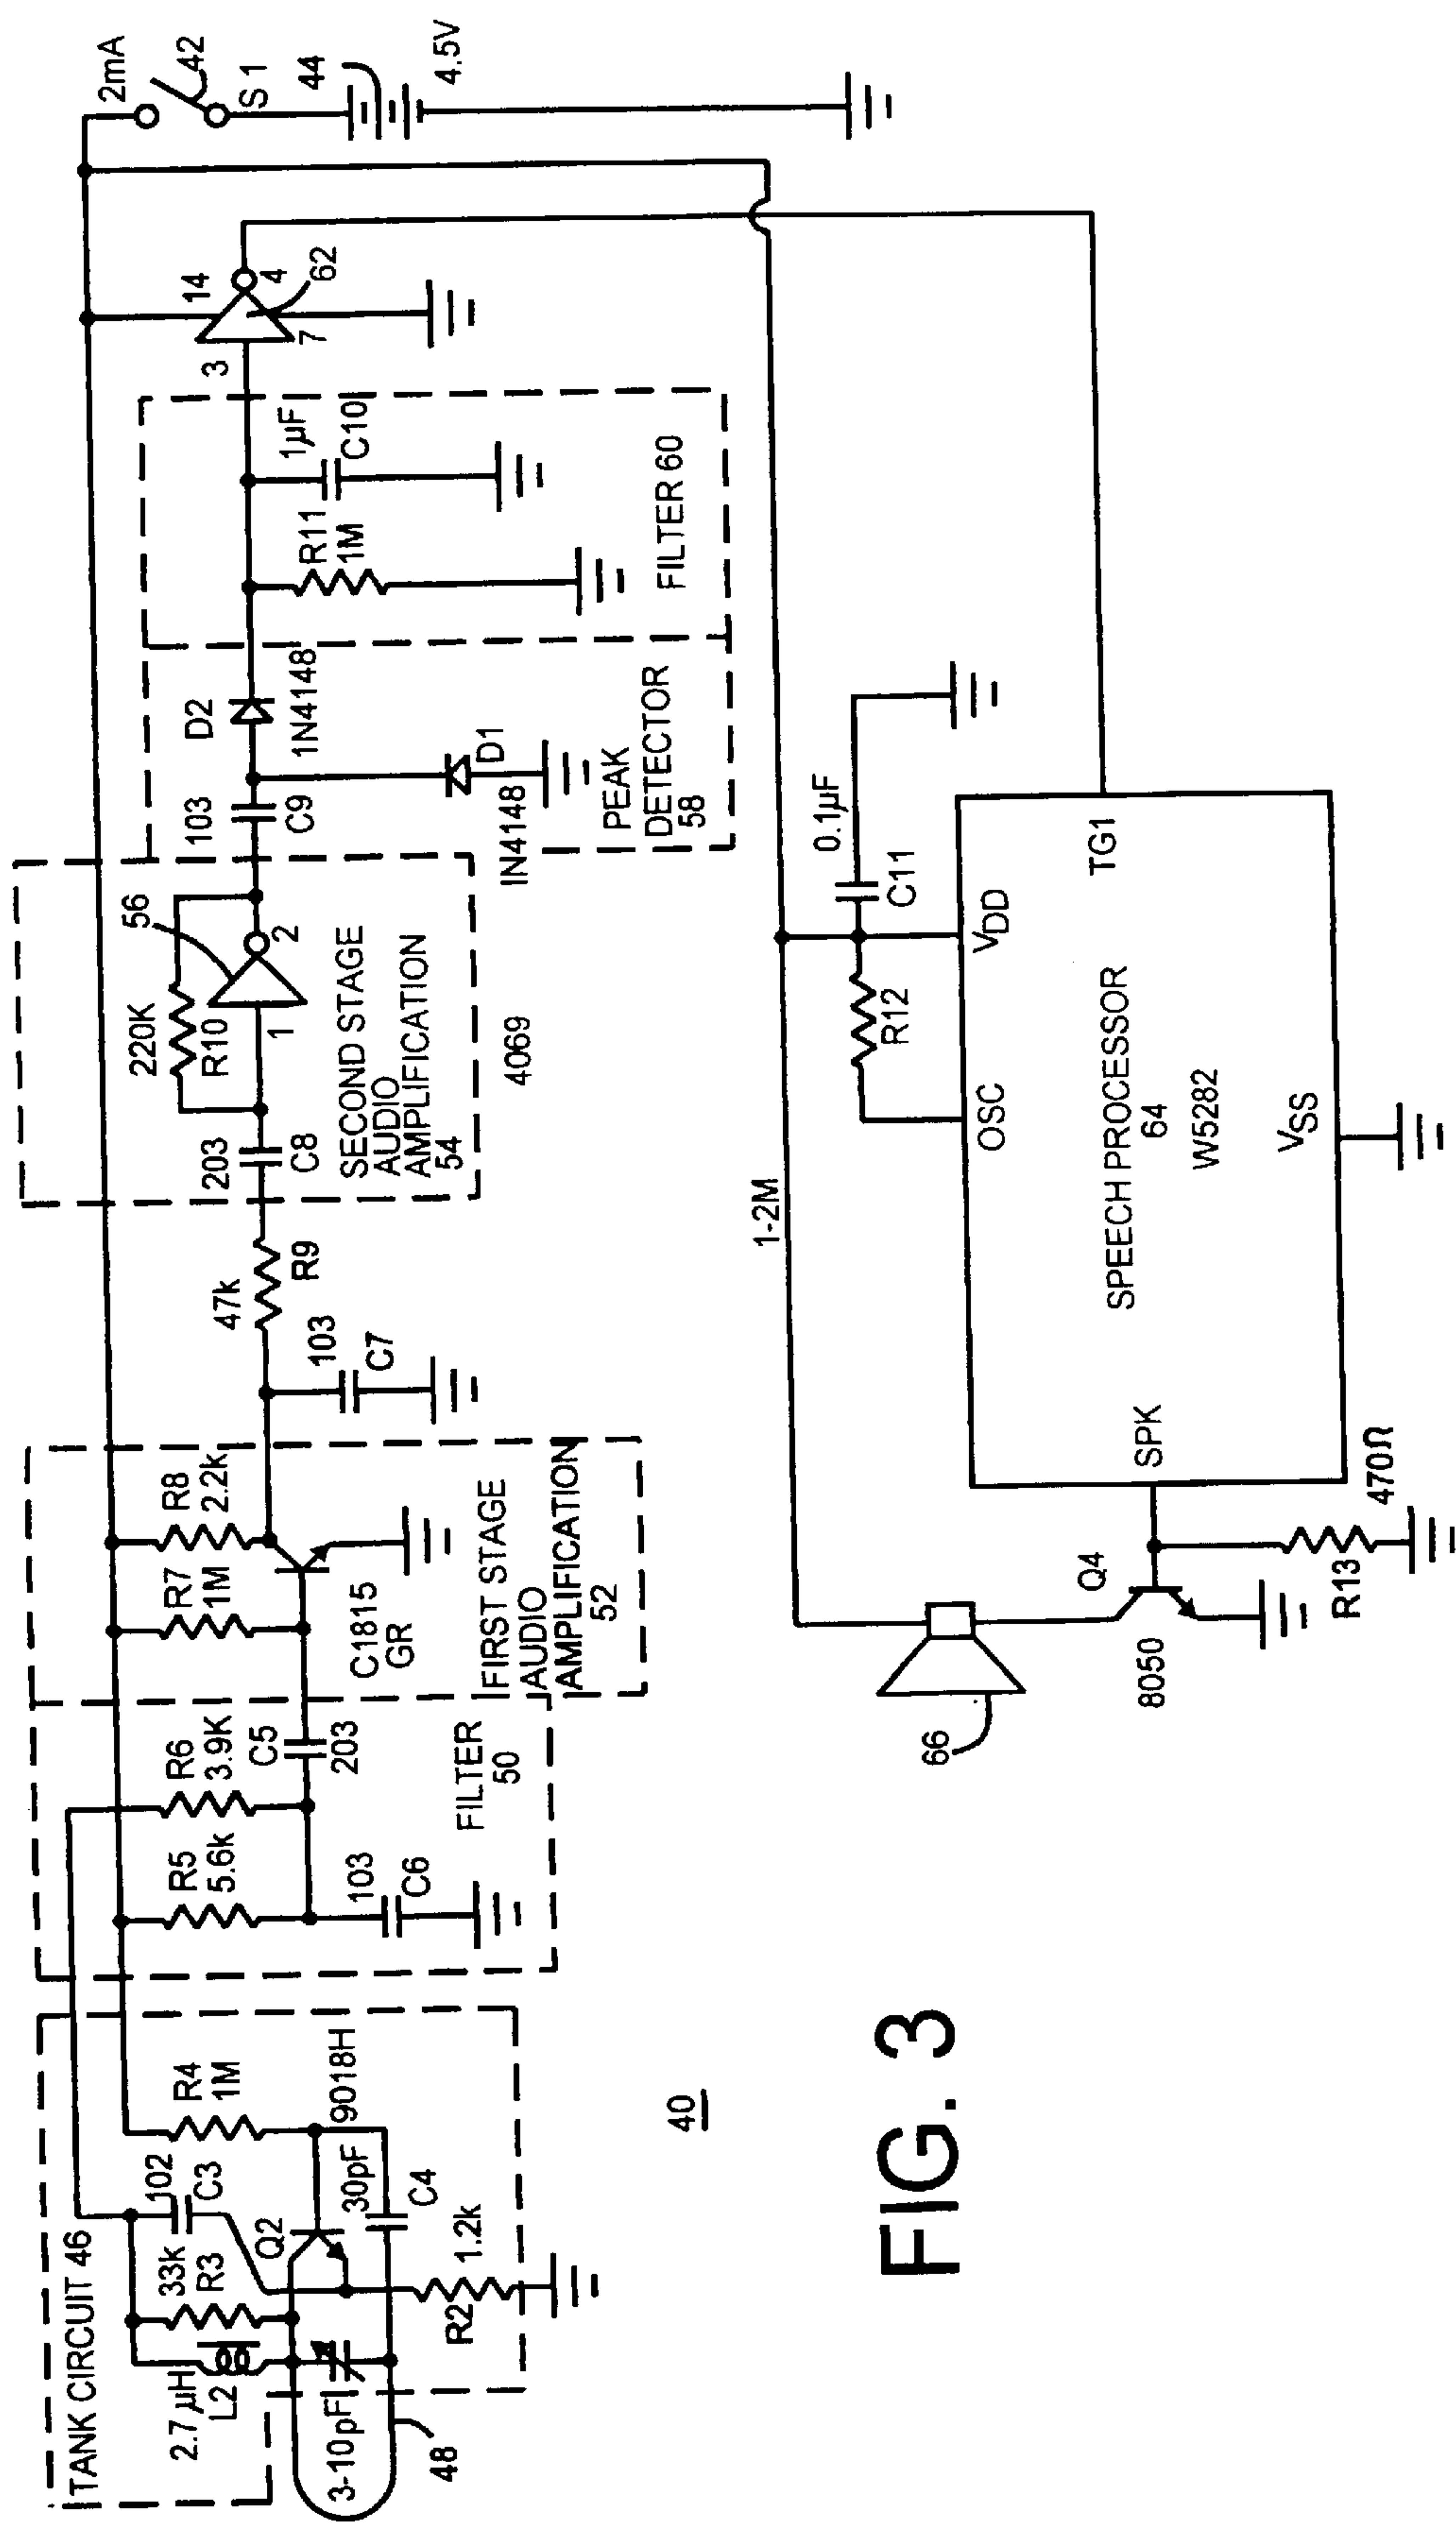 TANK CIRCUIT 46
2.7 µH
L2
33k
R3
102
C3
R4
1M
Q2
9018H
30pF
C4
3-10pF
48
R2
1.2k
R5
5.6k
R6
3.9K
C5
203
103
C6
FILTER
50
R7
1M
R8
2.2k
C1815
GR
FIRST STAGE
AUDIO
AMPLIFICATION
52
103
C7
47k
R9
203
C8
220K
R10
56
1
2
SECOND STAGE
AUDIO
AMPLIFICATION
54
4069
103
C9
D2
1N4148
D1
IN4148
PEAK
DETECTOR
58
R11
1M
1µF
C10
FILTER 60
3
14
4
7
62
2mA
42
S1
44
4.5V
1-2M
R12
0.1µF
C11
OSC
VDD
TG1
SPEECH PROCESSOR
64
W5282
SPK
VSS
66
Q4
8050
R13
470Ω
40
FIG. 3